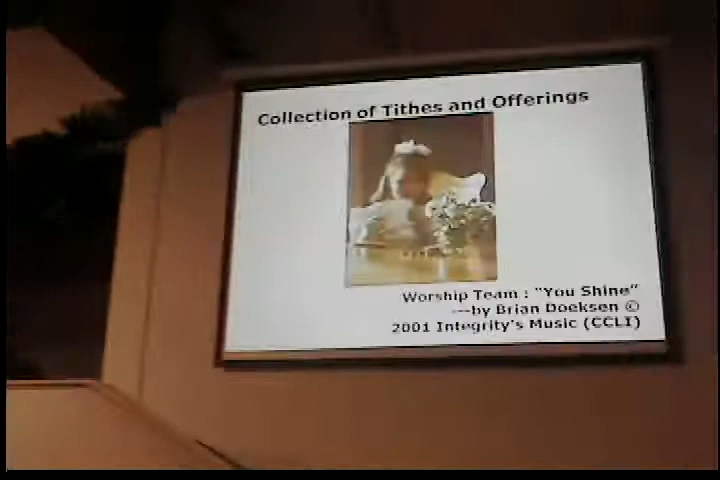 Collection of Tithes and Offerings
Worship Team : "You Shine"
---by Brian Doeksen ©
2001 Integrity's Music (CCLI)